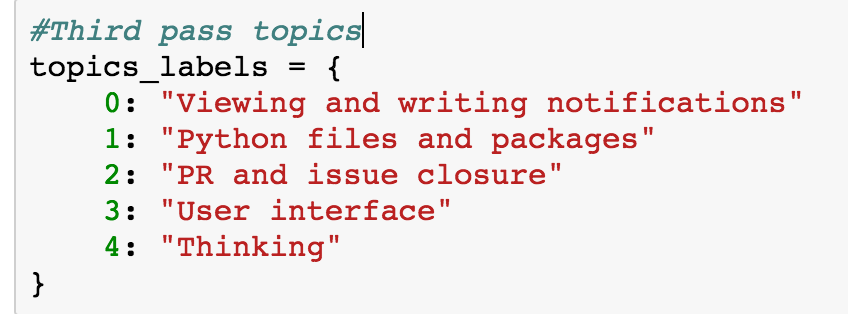 #Third pass topics
topics_labels = {
    0: "Viewing and writing notifications"
    1: "Python files and packages"
    2: "PR and issue closure"
    3: "User interface"
    4: "Thinking"
}